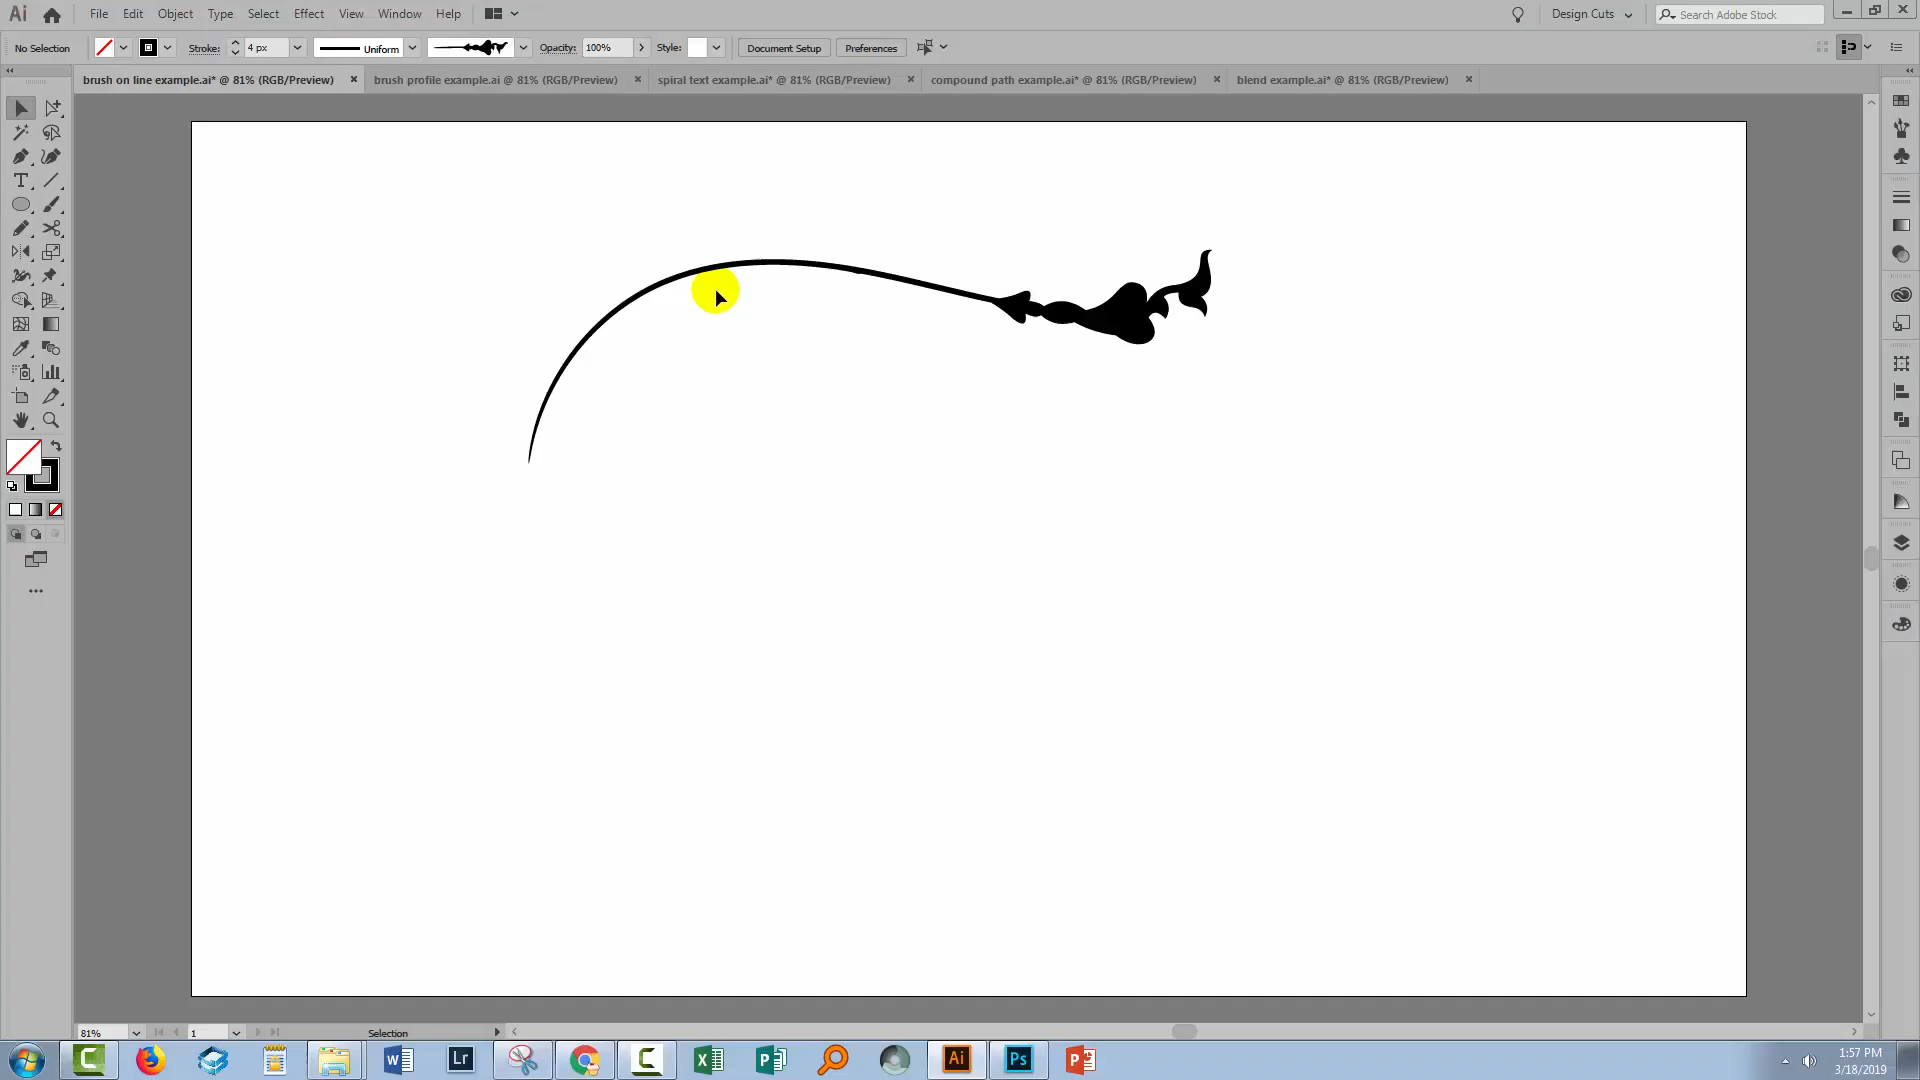 Ai File Edit Object Type Select Effect View Window Help Design Cuts Search Adobe Stock
No Selection Stroke: 4 px Uniform Opacity: 100% Style: Document Setup Preferences
brush on line example.ai* @ 81% (RGB/Preview) × brush profile example.ai @ 81% (RGB/Preview) × spiral text example.ai* @ 81% (RGB/Preview) × compound path example.ai* @ 81% (RGB/Preview) × blend example.ai* @ 81% (RGB/Preview) ×
81% 1 Selection
W Lr Ai Ps P 1:57 PM
3/18/2019